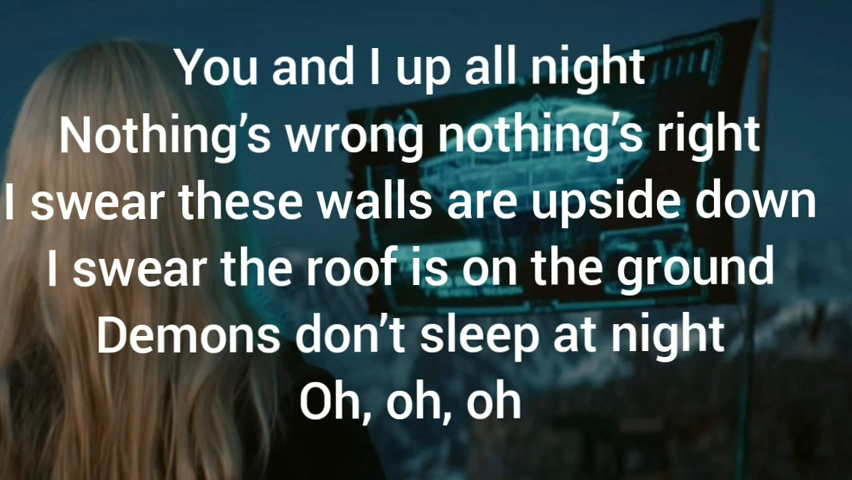 You and I up all night
Nothing’s wrong nothing’s right
I swear these walls are upside down
I swear the roof is on the ground
Demons don’t sleep at night
Oh, oh, oh